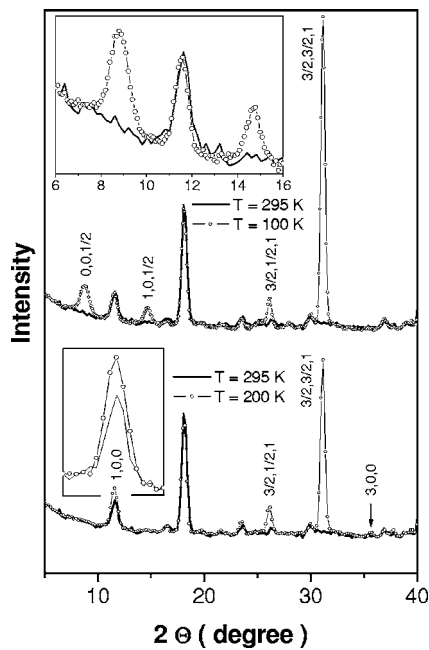 6 8 10 12 14 16
3/2,3/2,1
T = 295 K
T = 100 K
0,0,1/2
1,0,1/2
3/2,1/2,1
Intensity
T = 295 K
T = 200 K
1,0,0
3/2,1/2,1
3/2,3/2,1
3,0,0
10 20 30 40
2 Θ ( degree )